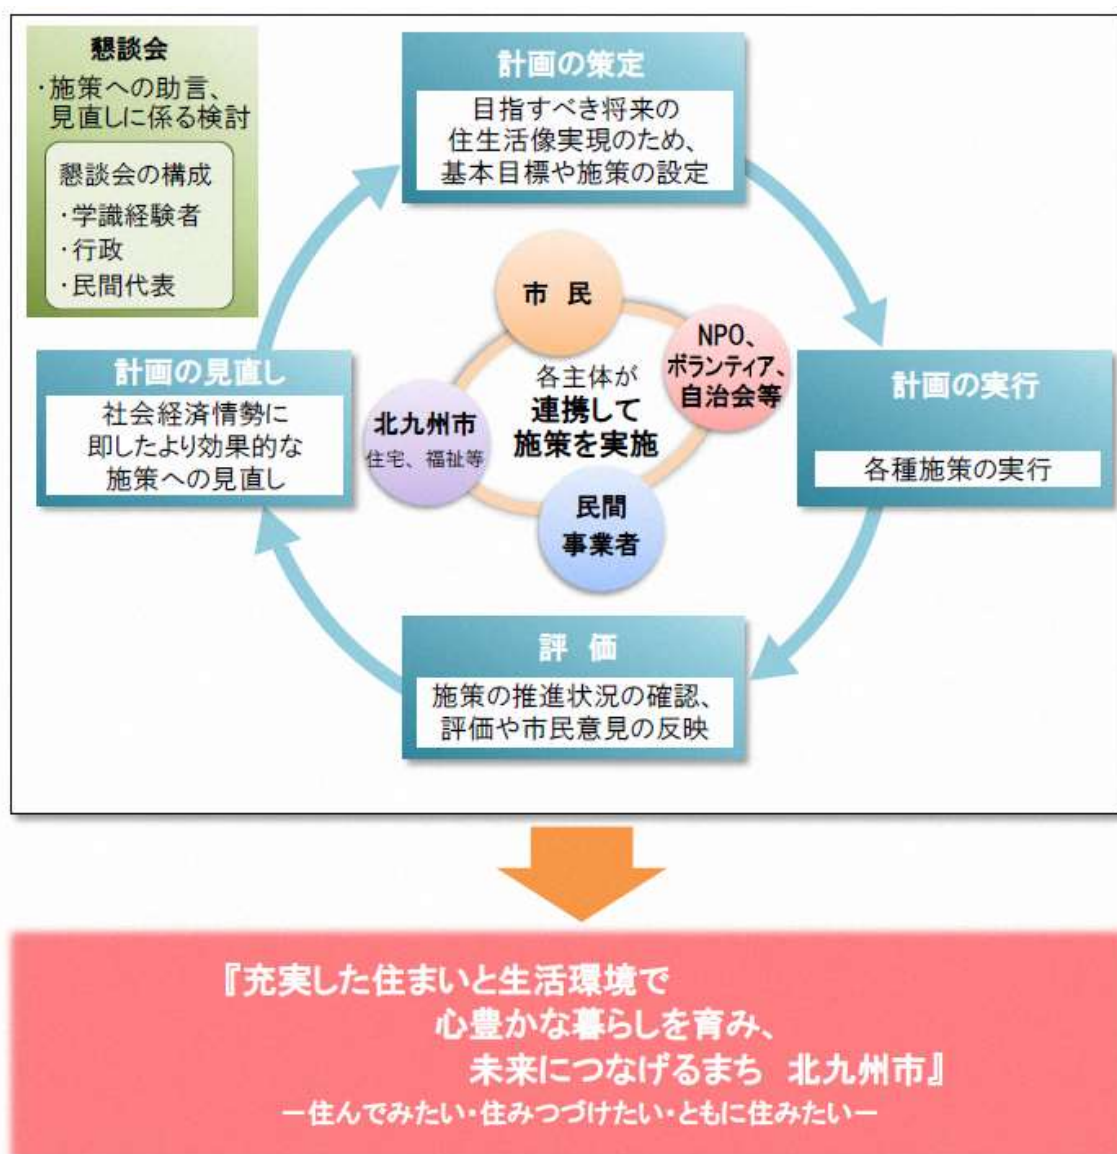 懇談会
・施策への助言、
見直しに係る検討
懇談会の構成
・学識経験者
・行政
・民間代表
計画の策定
目指すべき将来の
住生活像実現のため、
基本目標や施策の設定
計画の実行
各種施策の実行
評 価
施策の推進状況の確認、
評価や市民意見の反映
計画の見直し
社会経済情勢に
即したより効果的な
施策への見直し
市 民
NPO、
ボランティア、
自治会等
民間
事業者
北九州市
住宅、福祉等
各主体が
連携して
施策を実施
『充実した住まいと生活環境で
心豊かな暮らしを育み、
未来につなげるまち 北九州市』
－住んでみたい・住みつづけたい・ともに住みたい－